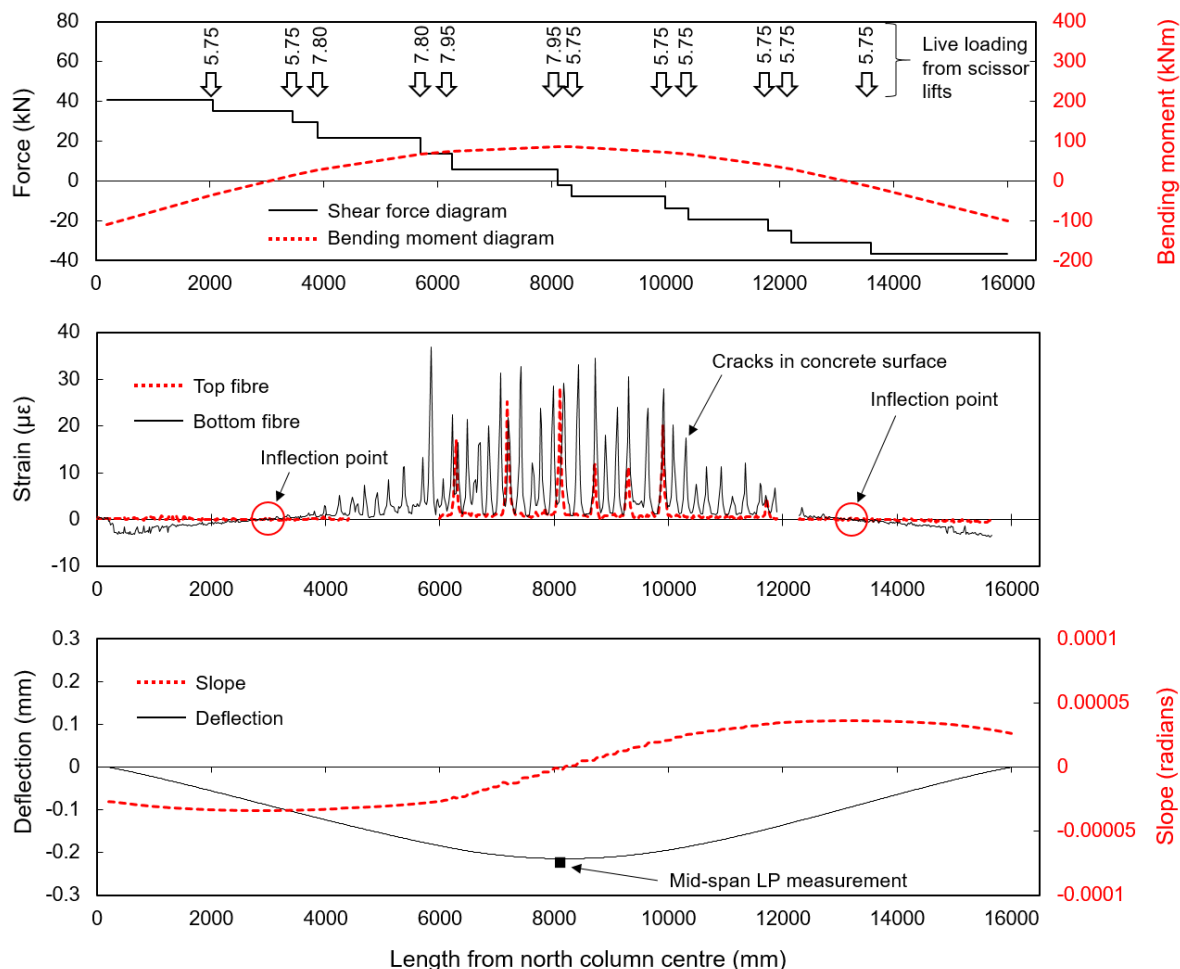 80
60
40
20
0
-20
-40
Force (kN)
5.75
5.75
7.80
7.80
7.95
7.95
5.75
5.75
5.75
5.75
5.75
5.75
Live loading
from scissor
lifts
Shear force diagram
Bending moment diagram
400
300
200
100
0
-100
-200
Bending moment (kNm)
0 2000 4000 6000 8000 10000 12000 14000 16000
40
30
20
10
0
-10
Strain (με)
Top fibre
Bottom fibre
Inflection point
Cracks in concrete surface
Inflection point
0 2000 4000 6000 8000 10000 12000 14000 16000
0.3
0.2
0.1
0
-0.1
-0.2
-0.3
Deflection (mm)
Slope
Deflection
Mid-span LP measurement
0.0001
0.00005
0
-0.00005
-0.0001
Slope (radians)
0 2000 4000 6000 8000 10000 12000 14000 16000
Length from north column centre (mm)